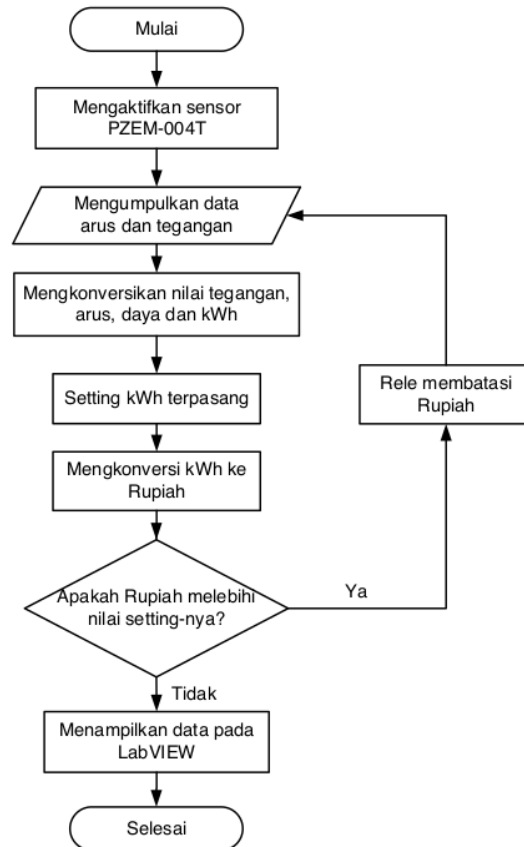 Mulai
Mengaktifkan sensor
PZEM-004T
Mengumpulkan data
arus dan tegangan
Mengkonversikan nilai tegangan,
arus, daya dan kWh
Setting kWh terpasang
Rele membatasi
Rupiah
Mengkonversi kWh ke
Rupiah
Apakah Rupiah melebihi
nilai setting-nya?
Ya
Tidak
Menampilkan data pada
LabVIEW
Selesai